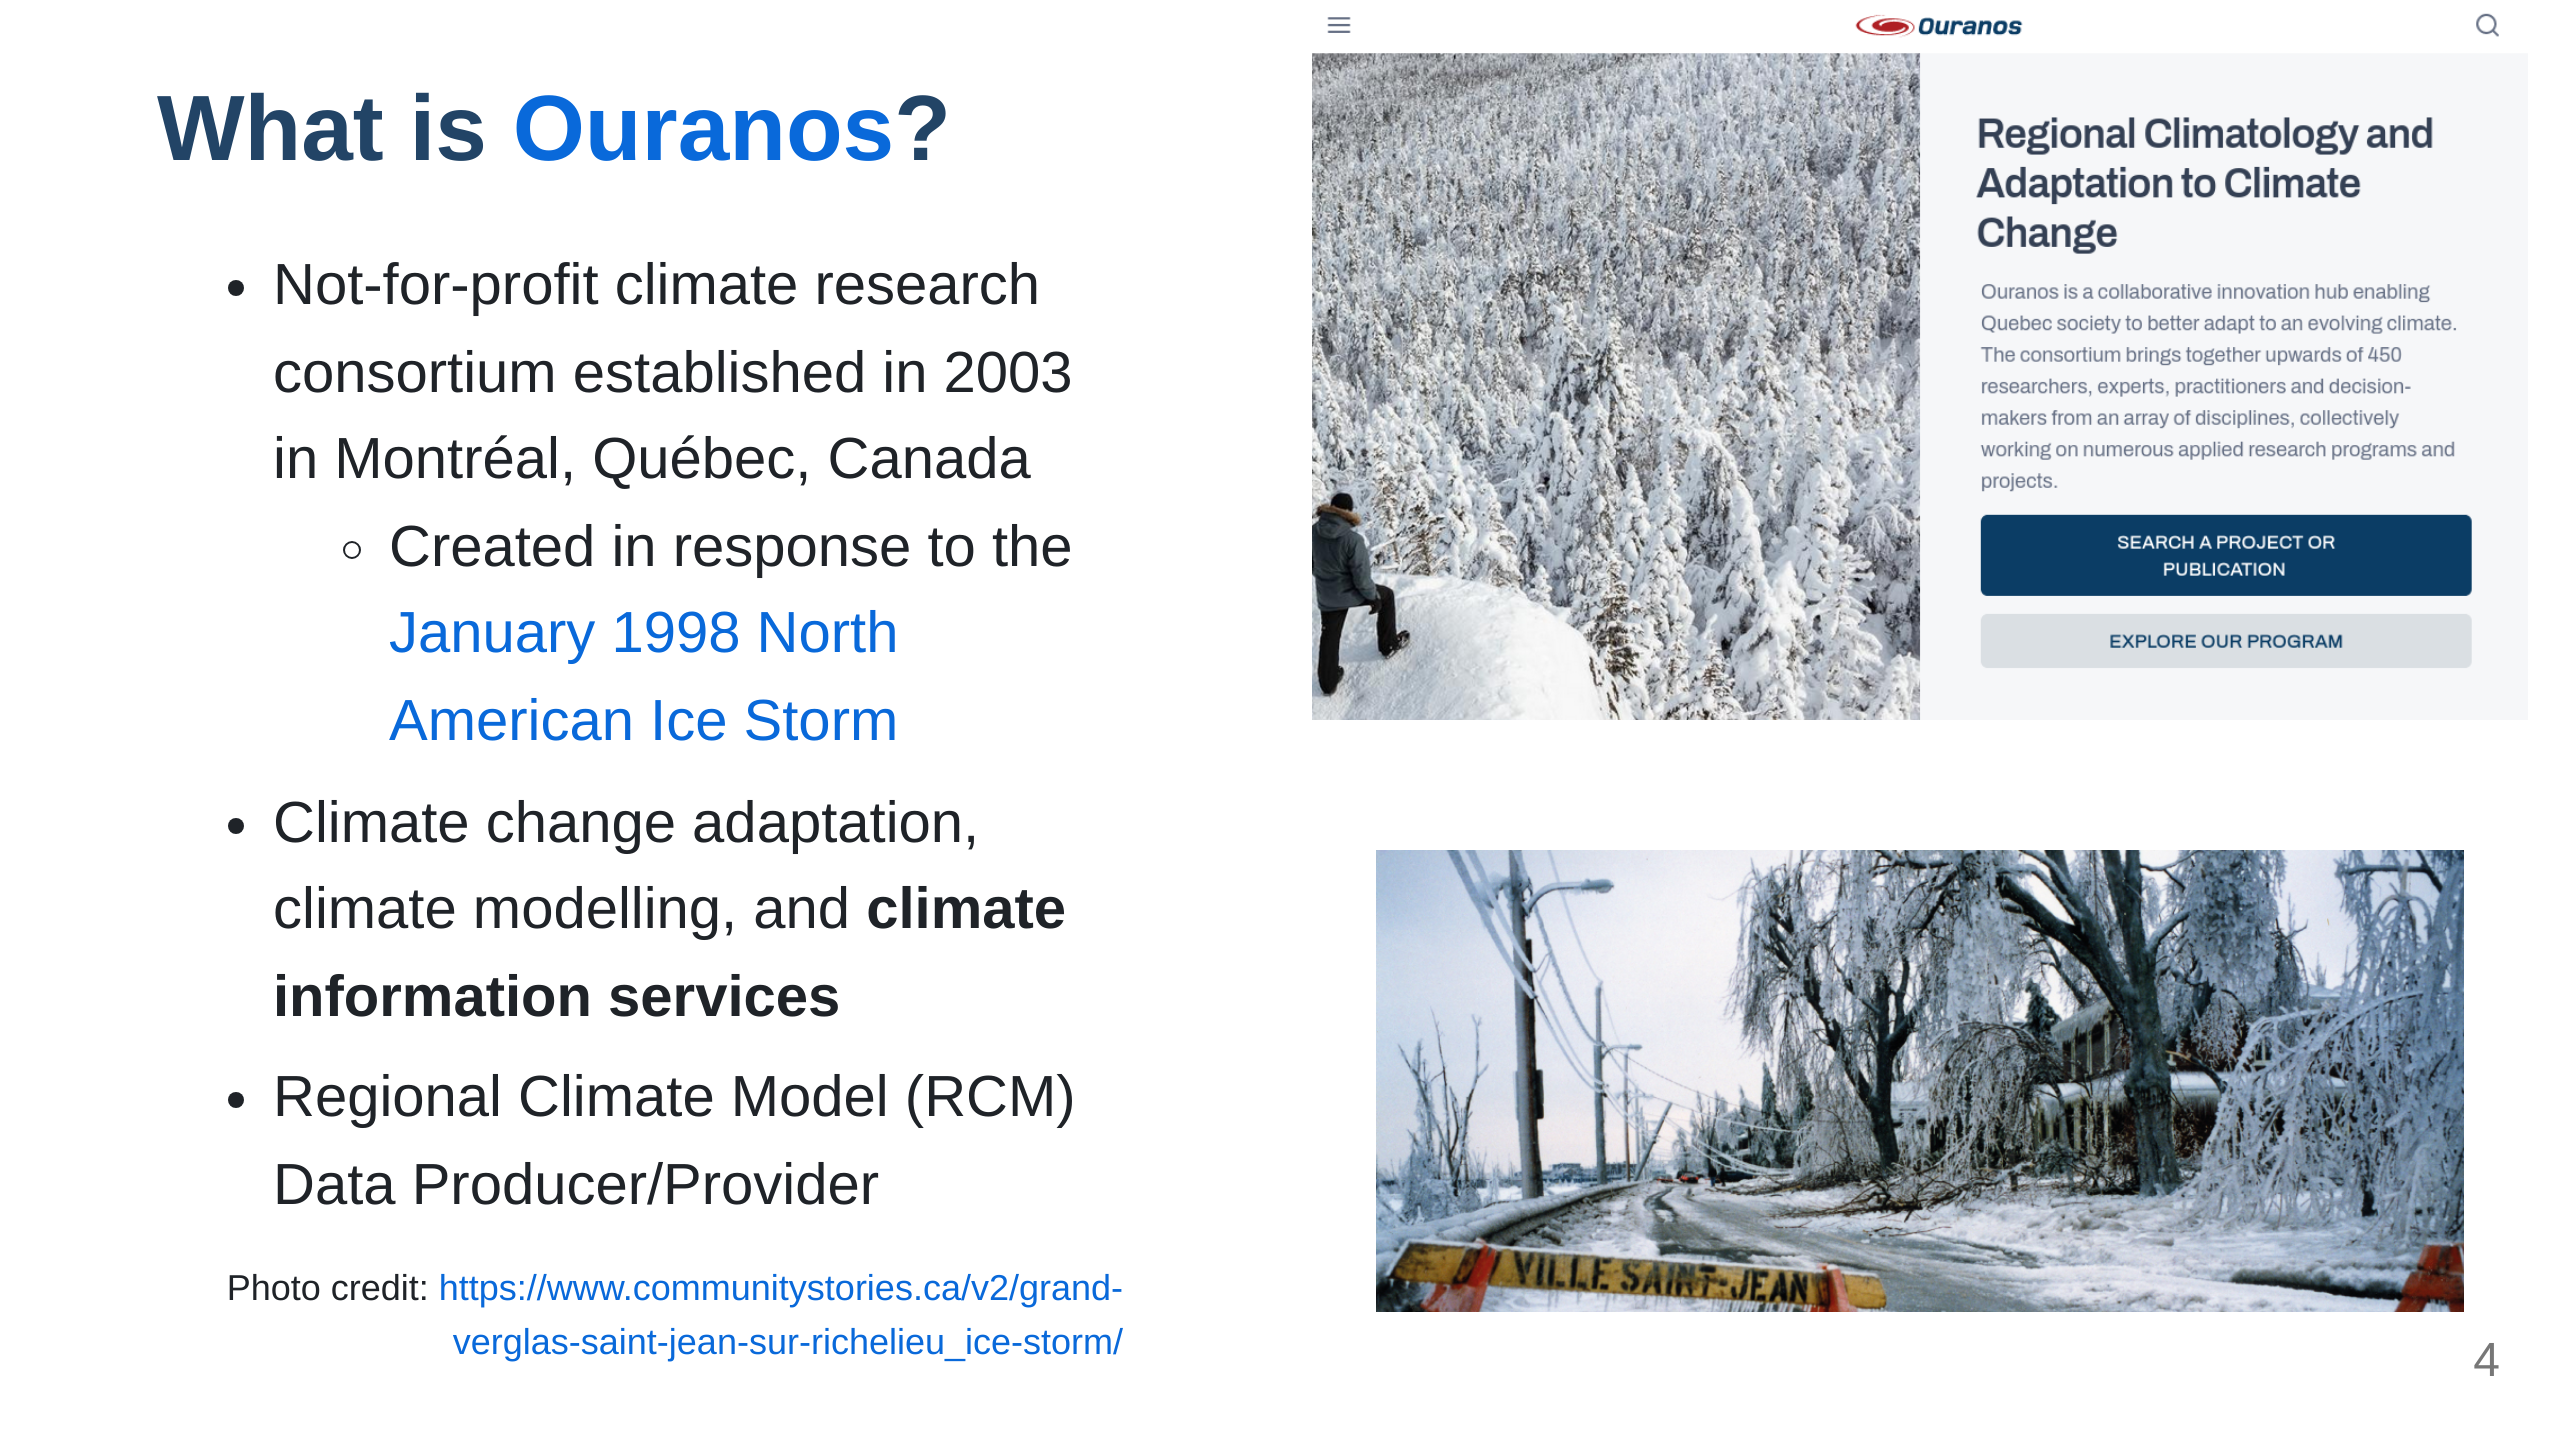 What is Ouranos?
Not-for-profit climate research
consortium established in 2003
in Montréal, Québec, Canada
Created in response to the
January 1998 North
American Ice Storm
Climate change adaptation,
climate modelling, and climate
information services
Regional Climate Model (RCM)
Data Producer/Provider
Photo credit: https://www.communitystories.ca/v2/grand-
verglas-saint-jean-sur-richelieu_ice-storm/
Ouranos
Regional Climatology and
Adaptation to Climate
Change
Ouranos is a collaborative innovation hub enabling
Quebec society to better adapt to an evolving climate.
The consortium brings together upwards of 450
researchers, experts, practitioners and decision-
makers from an array of disciplines, collectively
working on numerous applied research programs and
projects.
SEARCH A PROJECT OR
PUBLICATION
EXPLORE OUR PROGRAM
VILLE SAINT-JEAN
4